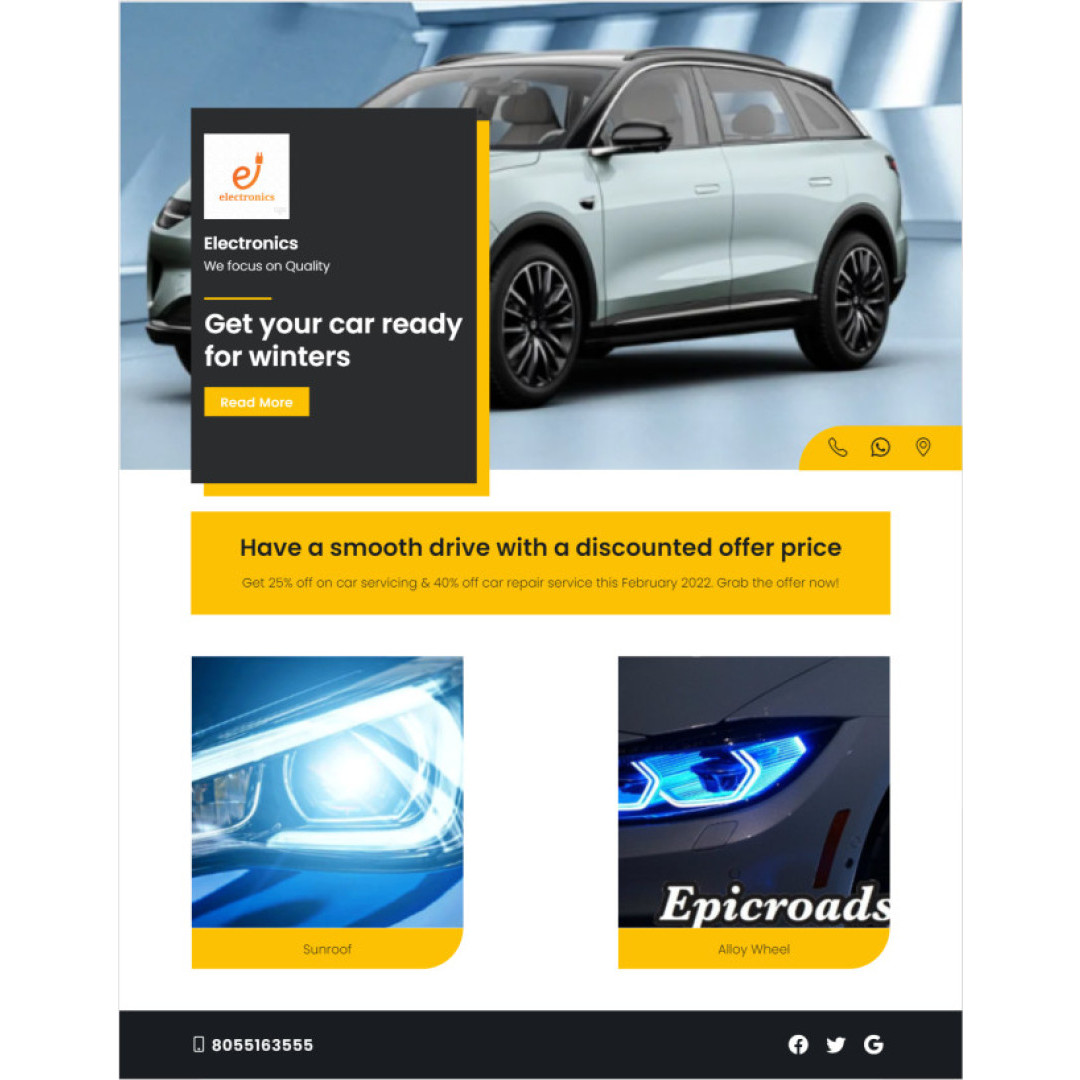 electronics
Electronics
We focus on Quality
Get your car ready
for winters
Read More
Have a smooth drive with a discounted offer price
Get 25% off on car servicing & 40% off car repair service this February 2022. Grab the offer now!
Epicroads
Sunroof
Alloy Wheel
8055163555